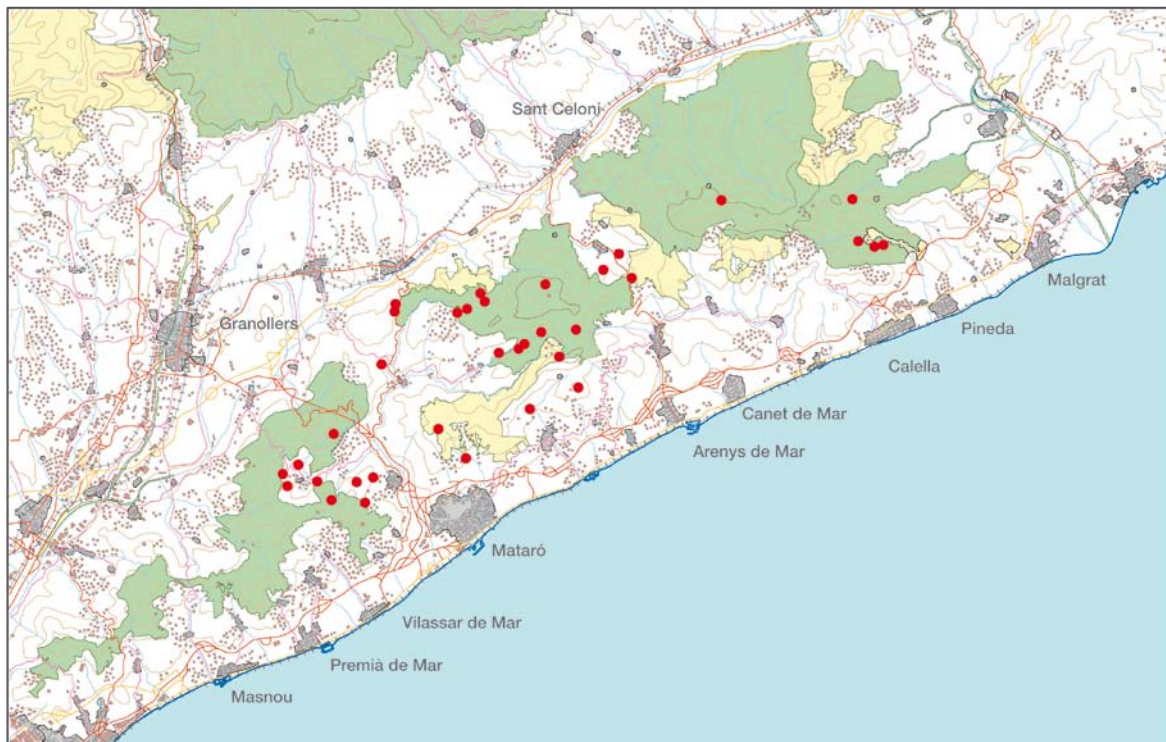 Sant Celoni
Granollers
Malgrat
Pineda
Calella
Canet de Mar
Arenys de Mar
Mataró
Vilassar de Mar
Premià de Mar
Masnou